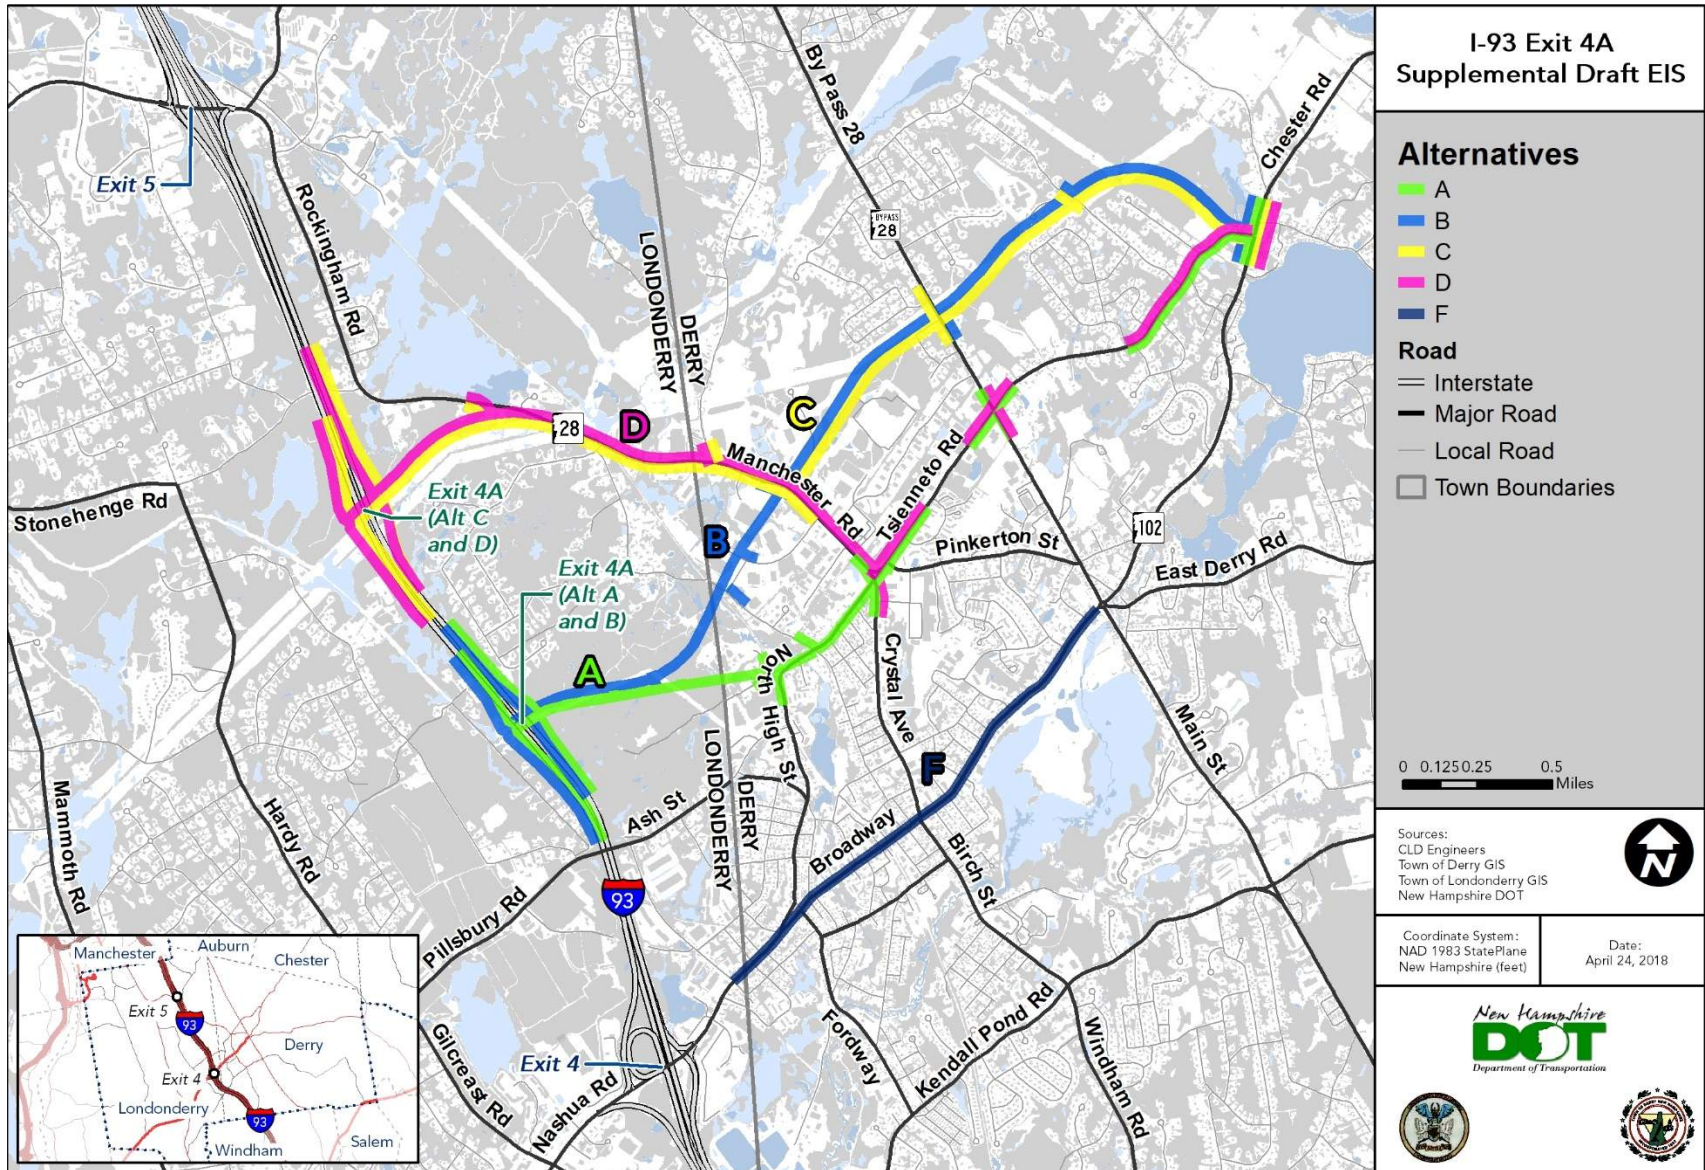 I-93 Exit 4A
Supplemental Draft EIS
Alternatives
A
B
C
D
F
Road
Interstate
Major Road
Local Road
Town Boundaries
0 0.125 0.25 0.5
Miles
Sources:
CLD Engineers
Town of Derry GIS
Town of Londonderry GIS
New Hampshire DOT
N
Coordinate System:
NAD 1983 StatePlane
New Hampshire (feet)
Date:
April 24, 2018
New Hampshire
DOT
Department of Transportation
Exit 5
Rockingham Rd
By Pass 28
BYPASS
28
Chester Rd
LONDONDERRY
DERRY
28
D
C
Manchester Rd
Tsienneto Rd
Stonehenge Rd
Exit 4A
(Alt C
and D)
B
Pinkerton St
102
East Derry Rd
Exit 4A
(Alt A
and B)
A
North High St
Crystal Ave
Main St
F
LONDONDERRY
DERRY
Mammoth Rd
Hardy Rd
Ash St
Broadway
Birch St
93
Pillsbury Rd
Gilcreast Rd
Exit 4
Nashua Rd
Fordway
Kendall Pond Rd
Windham Rd
Manchester
Auburn
Chester
Exit 5
93
Derry
Exit 4
Londonderry
93
Windham
Salem